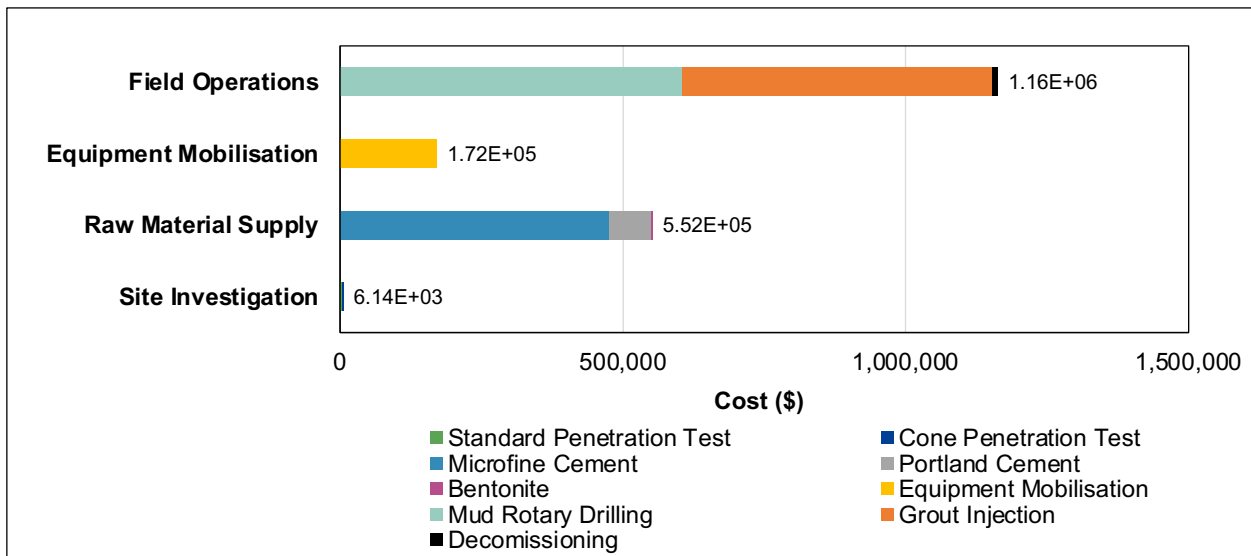 Field Operations
1.16E+06
Equipment Mobilisation
1.72E+05
Raw Material Supply
5.52E+05
Site Investigation
6.14E+03
0
500,000
1,000,000
1,500,000
Cost ($)
Standard Penetration Test
Cone Penetration Test
Microfine Cement
Portland Cement
Bentonite
Equipment Mobilisation
Mud Rotary Drilling
Grout Injection
Decomissioning